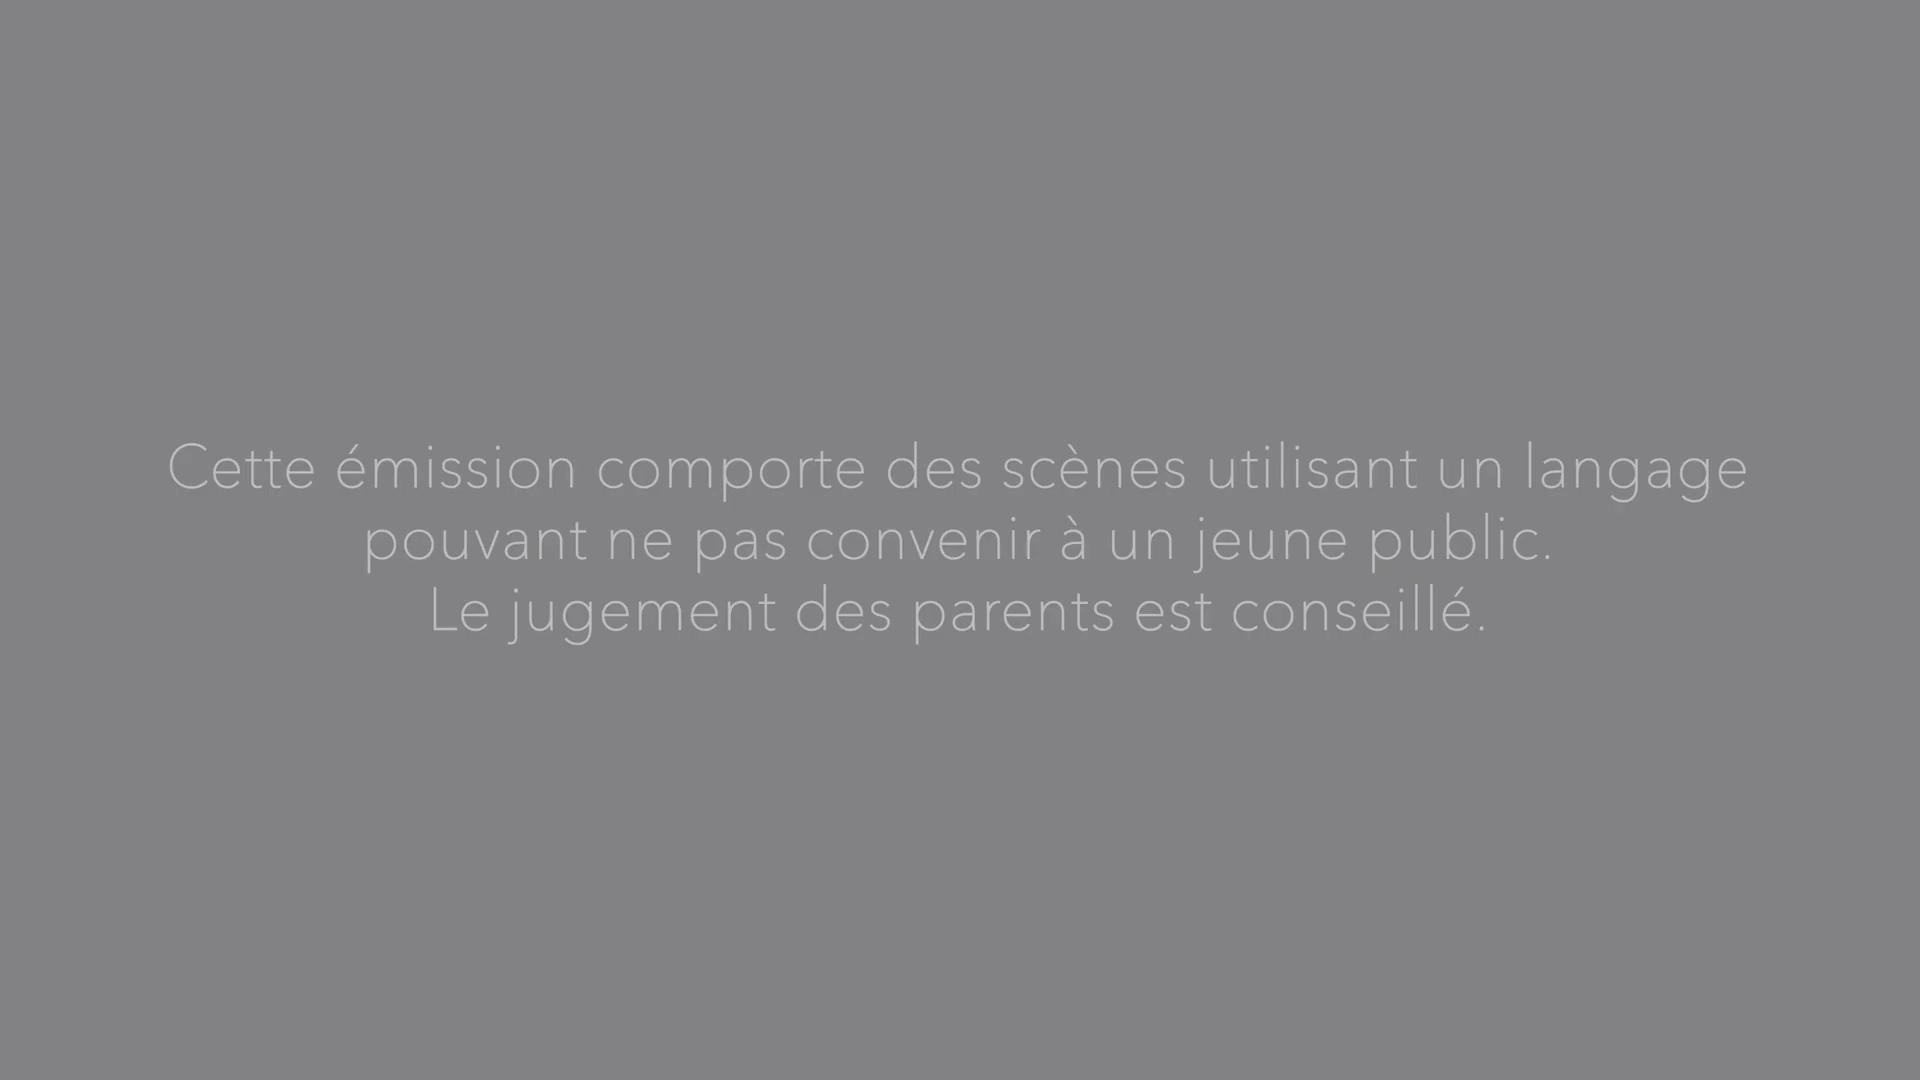 Cette émission comporte des scènes utilisant un langage
pouvant ne pas convenir à un jeune public.
Le jugement des parents est conseillé.